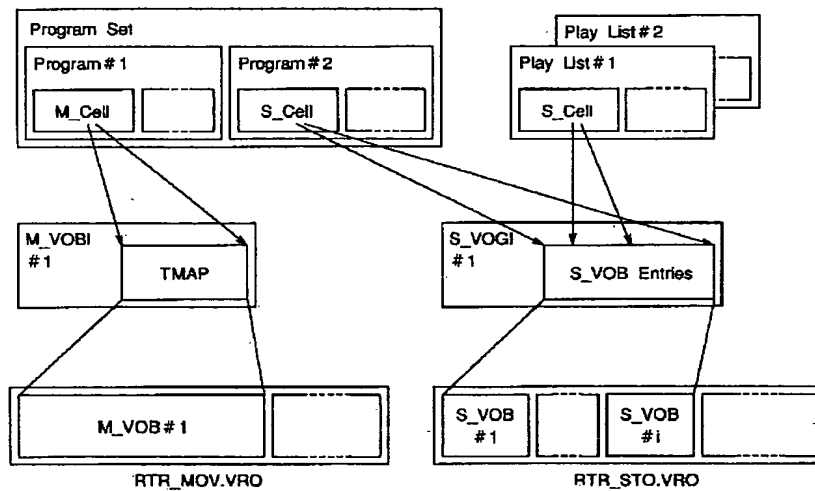 Program Set
Program#1
Program#2
M_Cell
S_Cell
Play List#2
Play List#1
S_Cell
M_VOBI
#1
TMAP
S_VOGI
#1
S_VOB Entries
M_VOB#1
S_VOB
#1
S_VOB
#i
RTR_MOV.VRO
RTR_STO.VRO